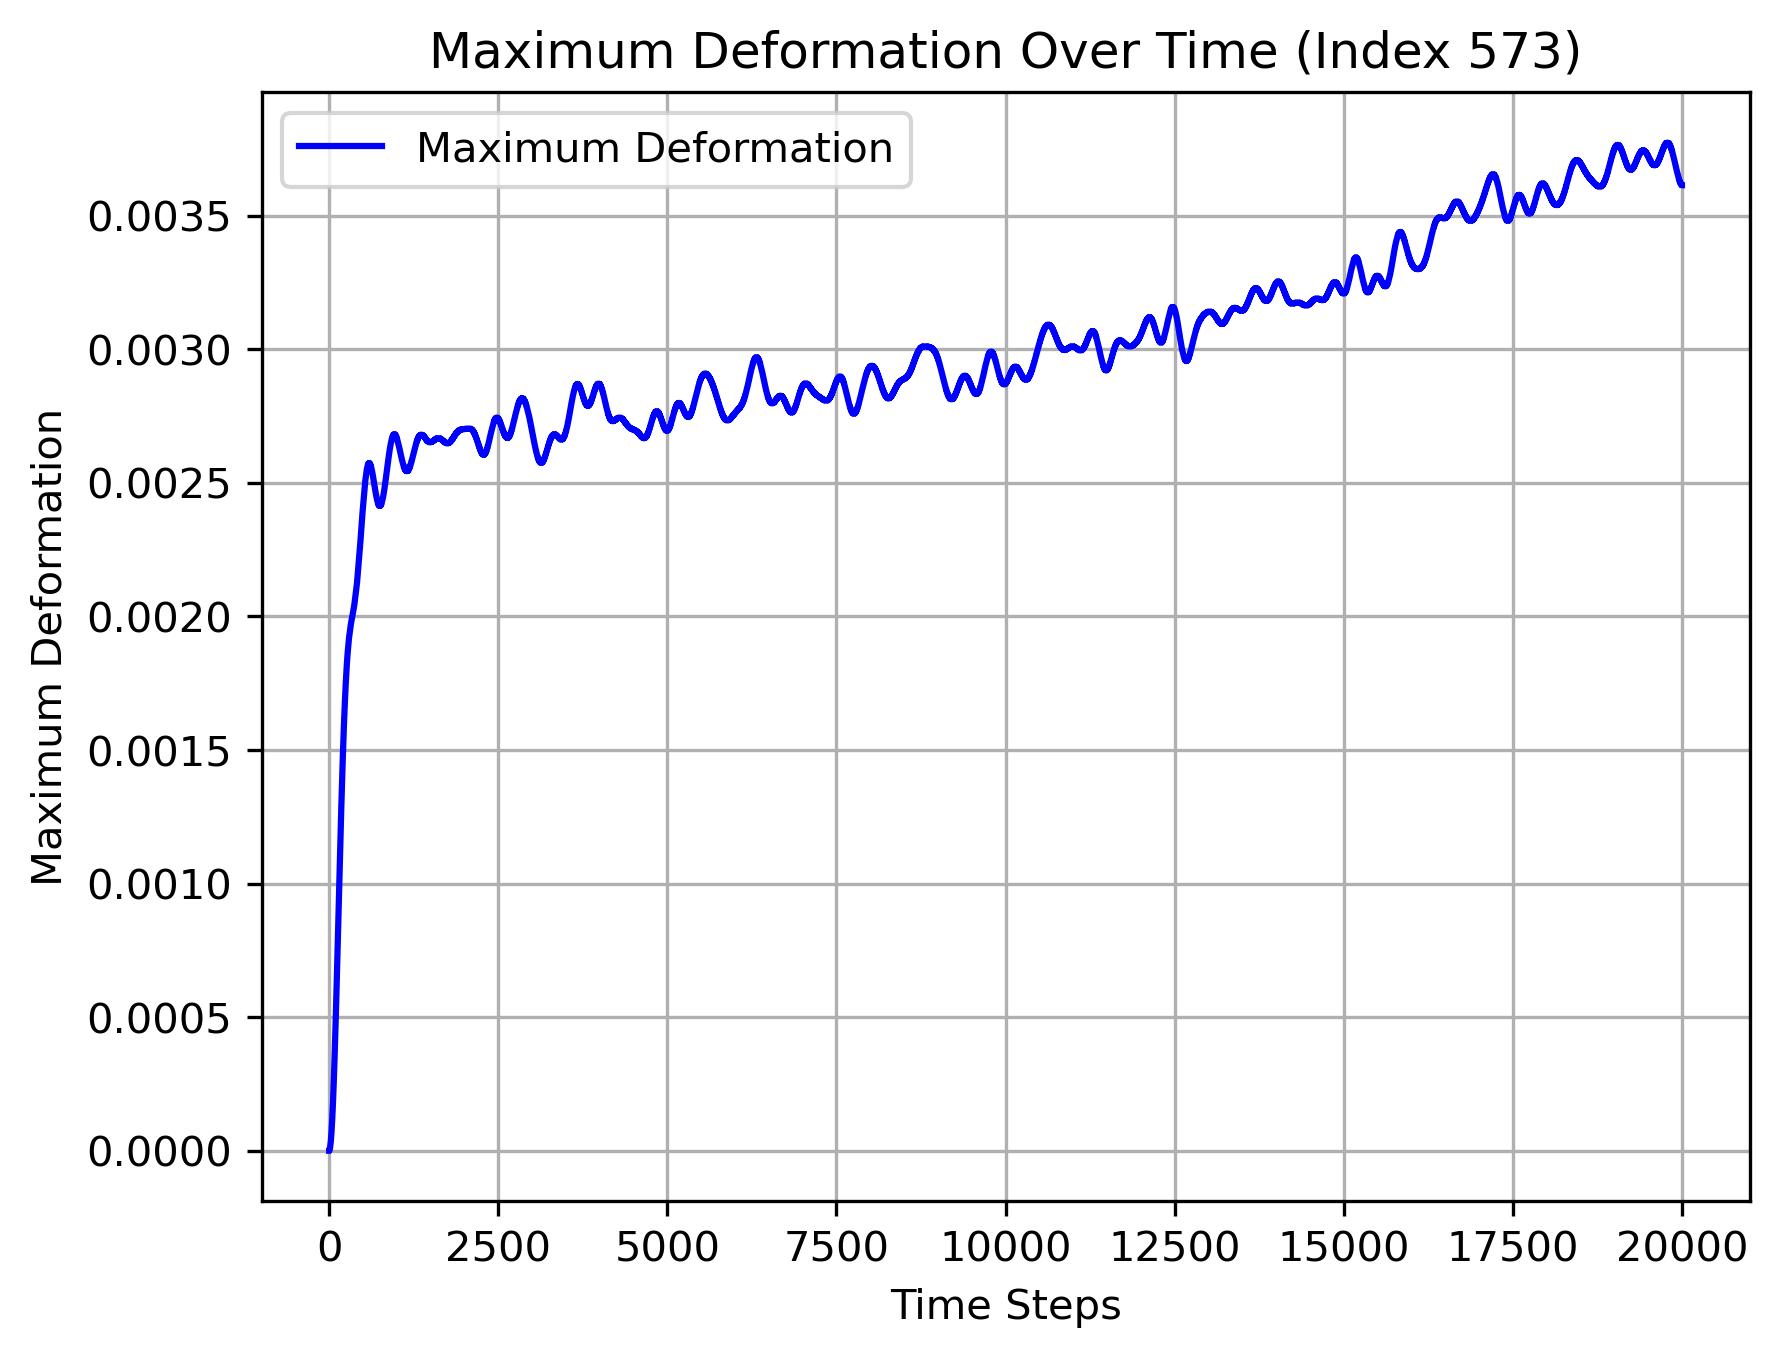 Maximum Deformation Over Time (Index 573)
Maximum Deformation
Maximum Deformation
0.0035
0.0030
0.0025
0.0020
0.0015
0.0010
0.0005
0.0000
0 2500 5000 7500 10000 12500 15000 17500 20000
Time Steps